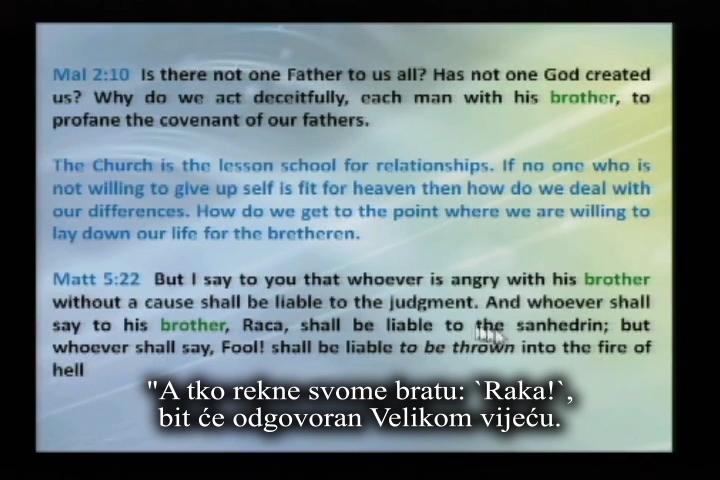 Mal 2:10 Is there not one Father to us all? Has not one God created
us? Why do we act deceitfully, each man with his brother, to
profane the covenant of our fathers.
The Church is the lesson school for relationships. If no one who is
not willing to give up self is fit for heaven then how do we deal with
our differences. How do we get to the point where we are willing to
lay down our life for the bretheren.
Matt 5:22 But I say to you that whoever is angry with his brother
without a cause shall be liable to the judgment. And whoever shall
say to his brother, Raca, shall be liable to the sanhedrin; but
whoever shall say, Fool! shall be liable to be thrown into the fire of
hell
"A tko rekne svome bratu: `Raka!`,
bit će odgovoran Velikom vijeću.